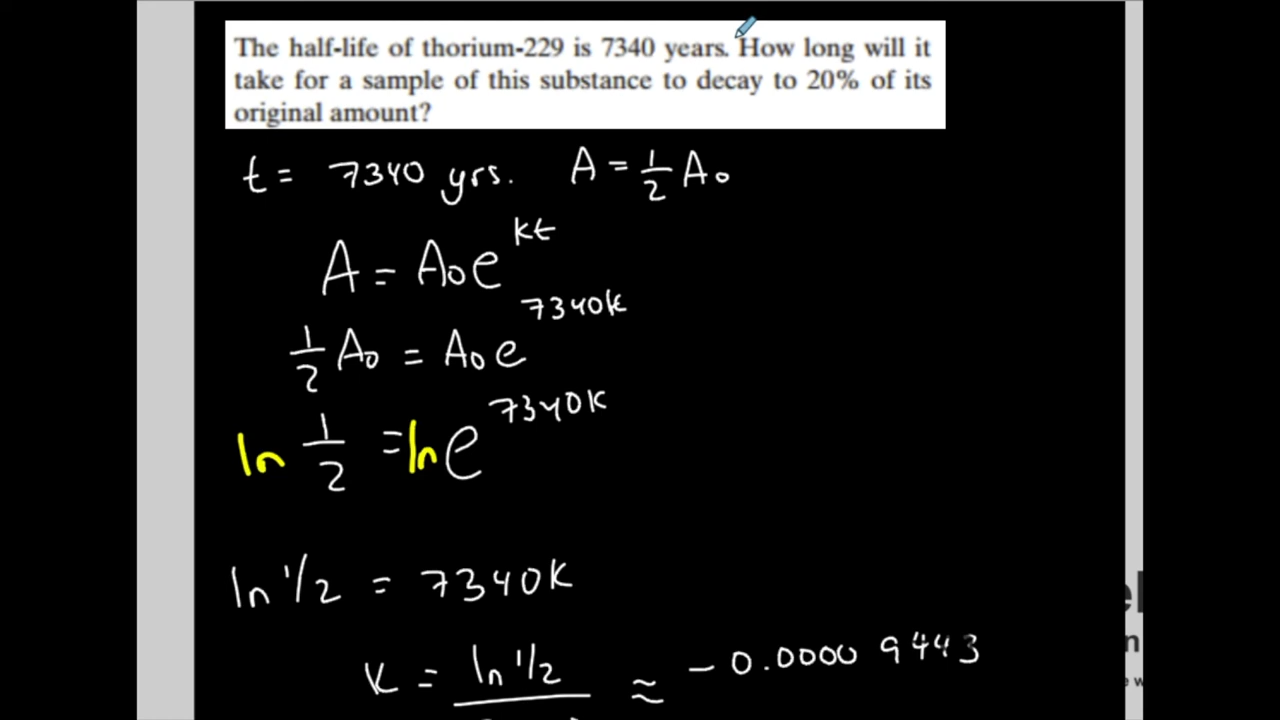 The half-life of thorium-229 is 7340 years. How long will it
take for a sample of this substance to decay to 20% of its
original amount?
t = 7340 yrs. A = 1/2 A₀
A = A₀e^kt
1/2 A₀ = A₀e^7340k
ln 1/2 = ln e^7340k
ln 1/2 = 7340k
k = ln 1/2 ≈ -0.00009443